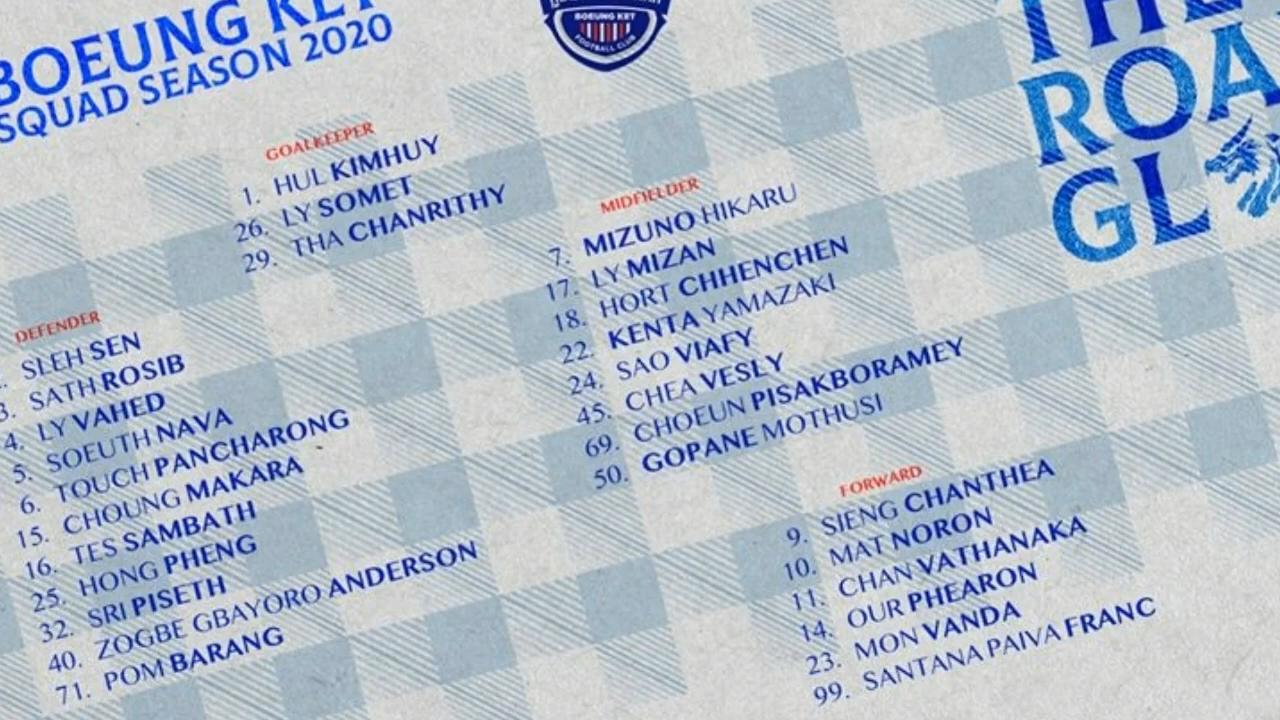 BOEUNG KET
SQUAD SEASON 2020
BOEUNG KET
FOOTBALL CLUB
THE
ROA
GL
GOALKEEPER
1. HUL KIMHUY
26. LY SOMET
29. THA CHANRITHY
DEFENDER
SLEH SEN
3. SATH ROSIB
4. LY VAHED
5. SOEUTH NAVA
6. TOUCH PANCHARONG
15. CHOUNG MAKARA
16. TES SAMBATH
25. HONG PHENG
32. SRI PISETH
40. ZOGBE GBAYORO ANDERSON
71. POM BARANG
MIDFIELDER
7. MIZUNO HIKARU
17. LY MIZAN
18. HORT CHHENCHEN
22. KENTA YAMAZAKI
24. SAO VIAFY
45. CHEA VESLY
69. CHOEUN PISAKBORAMEY
50. GOPANE MOTHUSI
FORWARD
9. SIENG CHANTHEA
10. MAT NORON
11. CHAN VATHANAKA
14. OUR PHEARON
23. MON VANDA
99. SANTANA PAIVA FRANC